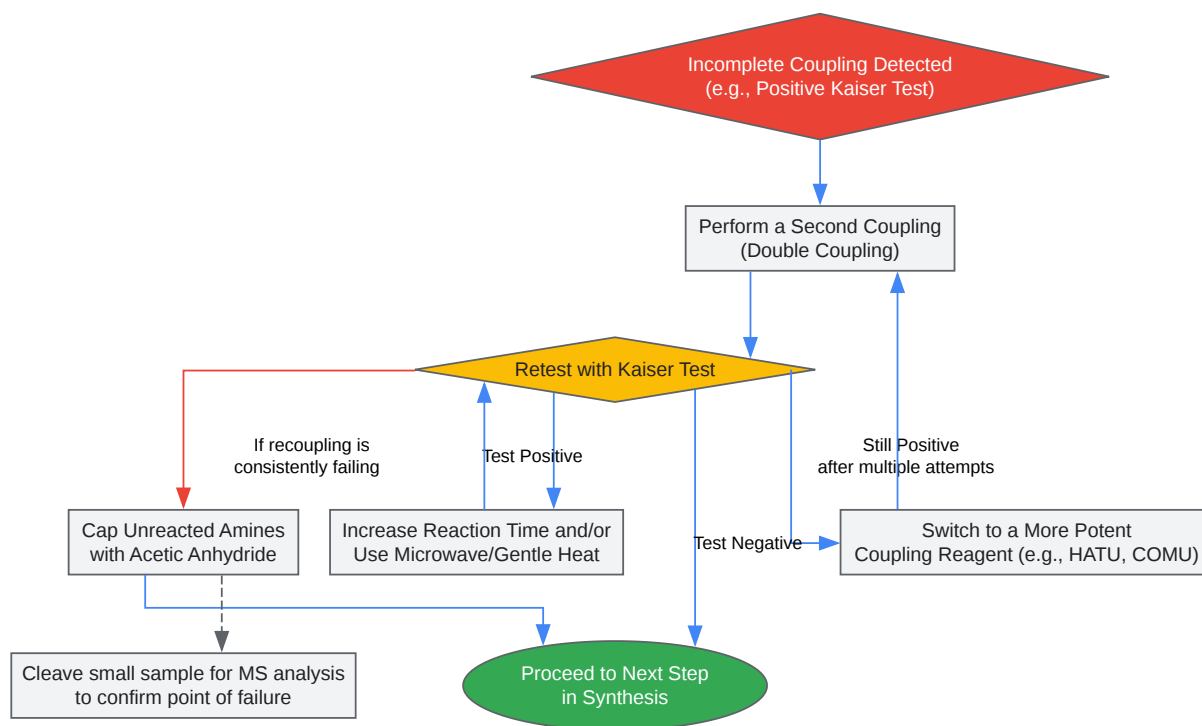 Incomplete Coupling Detected
(e.g., Positive Kaiser Test)
Perform a Second Coupling
(Double Coupling)
Retest with Kaiser Test
If recoupling is
consistently failing
Test Positive
Still Positive
after multiple attempts
Cap Unreacted Amines
with Acetic Anhydride
Increase Reaction Time and/or
Use Microwave/Gentle Heat
Test Negative
Switch to a More Potent
Coupling Reagent (e.g., HATU, COMU)
Cleave small sample for MS analysis
to confirm point of failure
Proceed to Next Step
in Synthesis